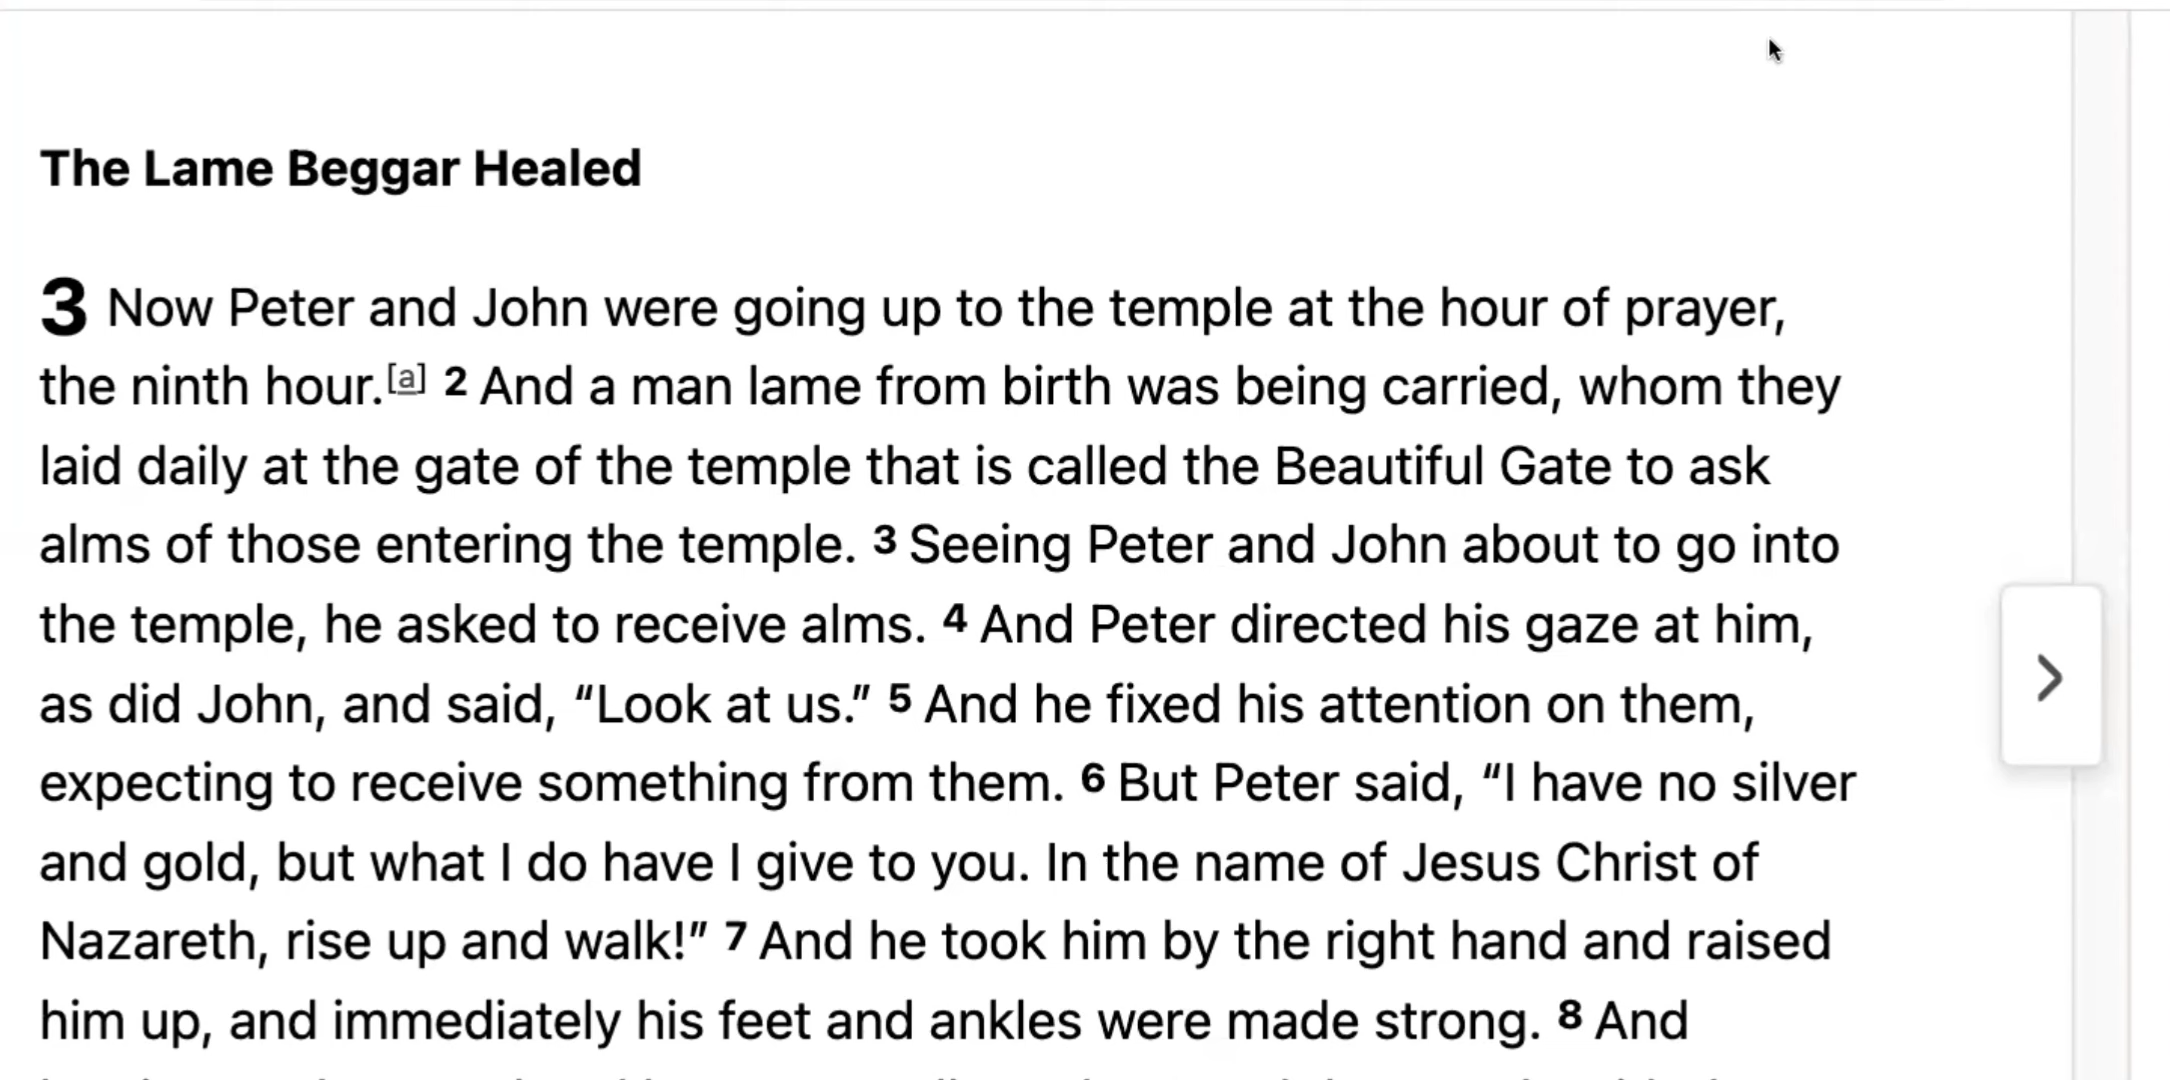 The Lame Beggar Healed
3 Now Peter and John were going up to the temple at the hour of prayer,
the ninth hour.[a] 2 And a man lame from birth was being carried, whom they
laid daily at the gate of the temple that is called the Beautiful Gate to ask
alms of those entering the temple. 3 Seeing Peter and John about to go into
the temple, he asked to receive alms. 4 And Peter directed his gaze at him,
as did John, and said, “Look at us.” 5 And he fixed his attention on them,
expecting to receive something from them. 6 But Peter said, “I have no silver
and gold, but what I do have I give to you. In the name of Jesus Christ of
Nazareth, rise up and walk!” 7 And he took him by the right hand and raised
him up, and immediately his feet and ankles were made strong. 8 And